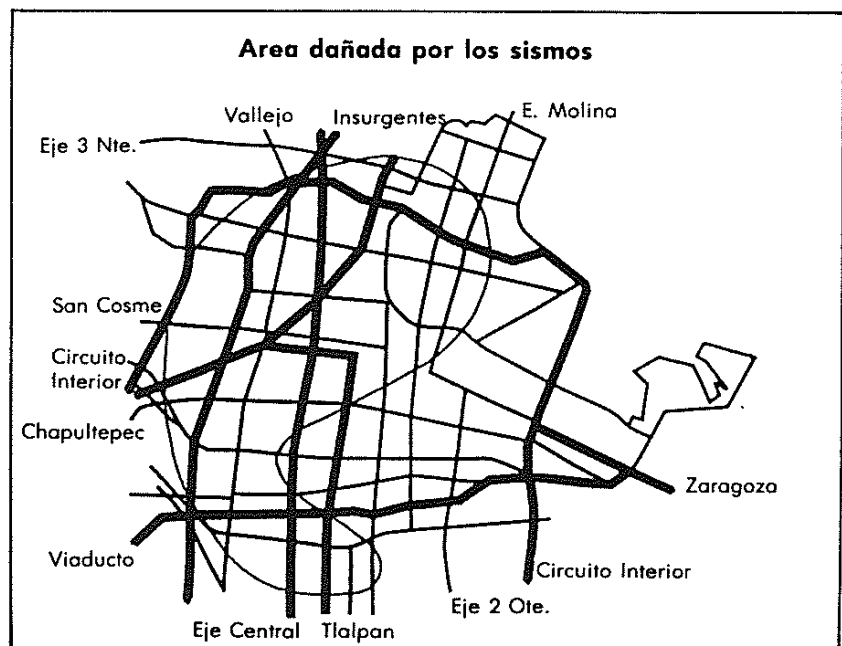 Area dañada por los sismos
Vallejo
Insurgentes
E. Molina
Eje 3 Nte.
San Cosme
Circuito
Interior
Chapultepec
Zaragoza
Viaducto
Circuito Interior
Eje 2 Ote.
Eje Central
Tlalpan